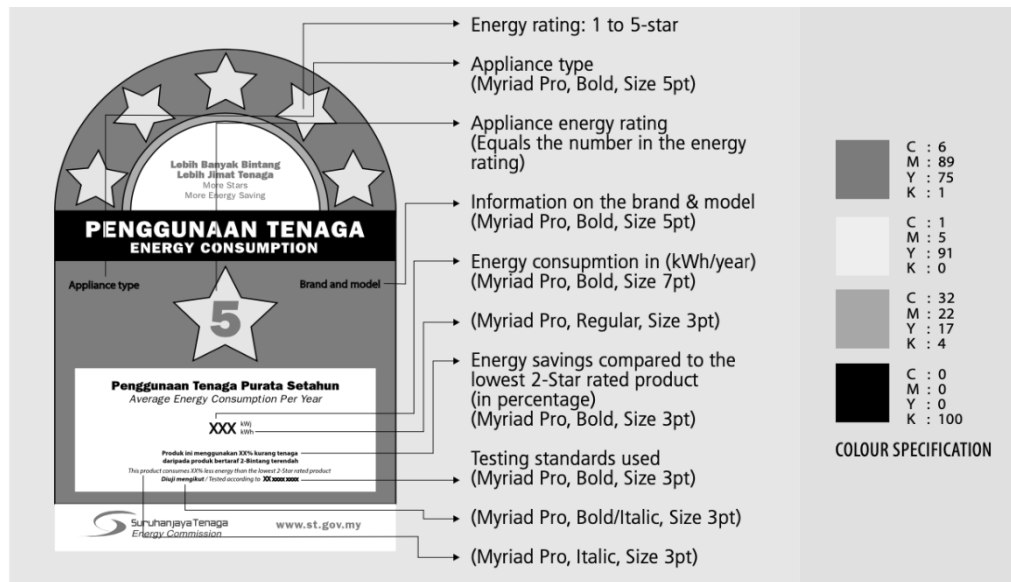 Lebih Banyak Bintang
Lebih Jimat Tenaga
More Stars
More Energy Saving
PENGGUNAAN TENAGA
ENERGY CONSUMPTION
Appliance type
Brand and model
5
Penggunaan Tenaga Purata Setahun
Average Energy Consumption Per Year
XXX kWj
kWh
Produk ini menggunakan XX% kurang tenaga
daripada produk bertaraf 2-Bintang terendah
This product consumes XX% less energy than the lowest 2-Star rated product
Diuji mengikut / Tested according to XX xxxx xxxx
Suruhanjaya Tenaga
Energy Commission
www.st.gov.my
Energy rating: 1 to 5-star
Appliance type
(Myriad Pro, Bold, Size 5pt)
Appliance energy rating
(Equals the number in the energy
rating)
Information on the brand & model
(Myriad Pro, Bold, Size 5pt)
Energy consupmtion in (kWh/year)
(Myriad Pro, Bold, Size 7pt)
(Myriad Pro, Regular, Size 3pt)
Energy savings compared to the
lowest 2-Star rated product
(in percentage)
(Myriad Pro, Bold, Size 3pt)
Testing standards used
(Myriad Pro, Bold, Size 3pt)
(Myriad Pro, Bold/Italic, Size 3pt)
(Myriad Pro, Italic, Size 3pt)
C : 6
M : 89
Y : 75
K : 1
C : 1
M : 5
Y : 91
K : 0
C : 32
M : 22
Y : 17
K : 4
C : 0
M : 0
Y : 0
K : 100
COLOUR SPECIFICATION